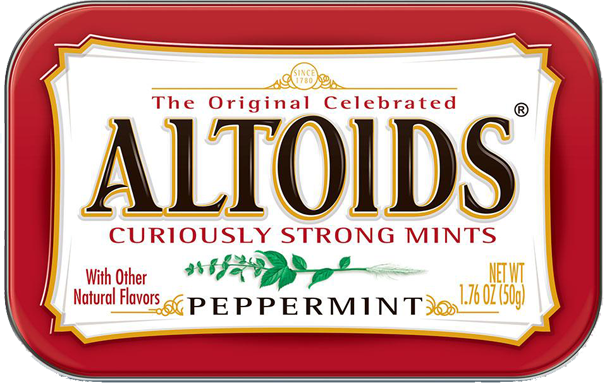 SINCE
1780
The Original Celebrated
ALTOIDS®
CURIOUSLY STRONG MINTS
With Other
Natural Flavors
PEPPERMINT
NET WT
1.76 OZ (50g)